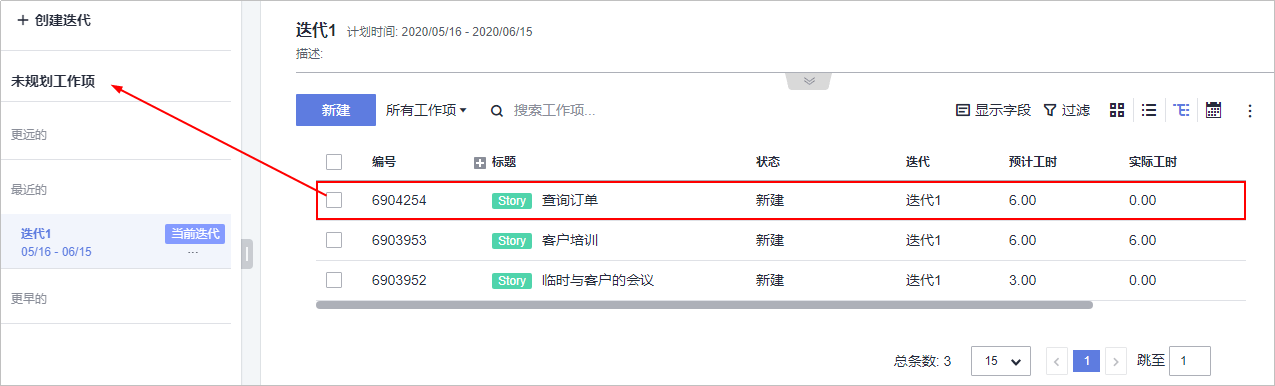 创建迭代
未规划工作项
更远的
最近的
迭代1 当前迭代
05/16 - 06/15 ...
更早的
迭代1 计划时间: 2020/05/16 - 2020/06/15
描述:
新建 所有工作项 搜索工作项... 显示字段 过滤
编号 标题 状态 迭代 预计工时 实际工时
6904254 Story 查询订单 新建 迭代1 6.00 0.00
6903953 Story 客户培训 新建 迭代1 6.00 6.00
6903952 Story 临时与客户的会议 新建 迭代1 3.00 0.00
总条数: 3 15 < 1 > 跳至 1